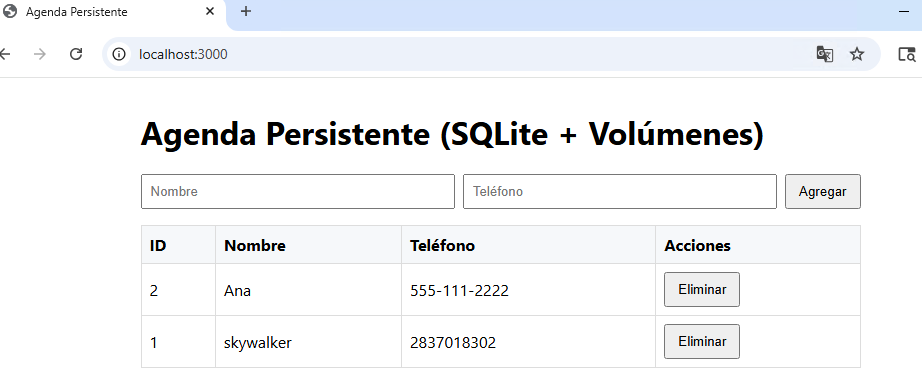 Agenda Persistente
localhost:3000
Agenda Persistente (SQLite + Volúmenes)
Nombre Teléfono Agregar
ID Nombre Teléfono Acciones
2 Ana 555-111-2222 Eliminar
1 skywalker 2837018302 Eliminar